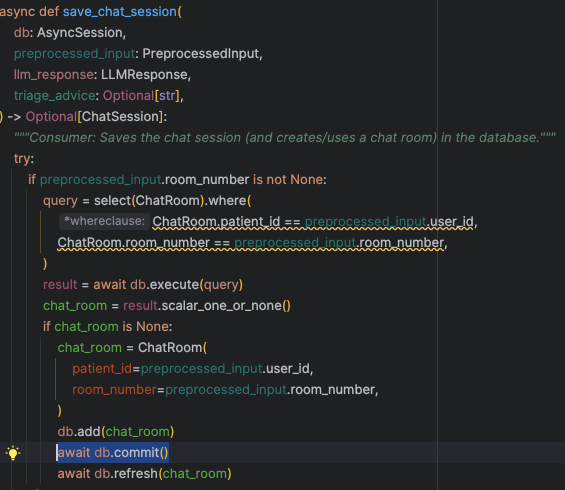 async def save_chat_session(
    db: AsyncSession,
    preprocessed_input: PreprocessedInput,
    llm_response: LLMResponse,
    triage_advice: Optional[str],
) -> Optional[ChatSession]:
    """Consumer: Saves the chat session (and creates/uses a chat room) in the database."""
    try:
        if preprocessed_input.room_number is not None:
            query = select(ChatRoom).where(
                *whereclause: ChatRoom.patient_id == preprocessed_input.user_id,
                ChatRoom.room_number == preprocessed_input.room_number,
            )
            result = await db.execute(query)
            chat_room = result.scalar_one_or_none()
            if chat_room is None:
                chat_room = ChatRoom(
                    patient_id=preprocessed_input.user_id,
                    room_number=preprocessed_input.room_number,
                )
                db.add(chat_room)
                await db.commit()
                await db.refresh(chat_room)